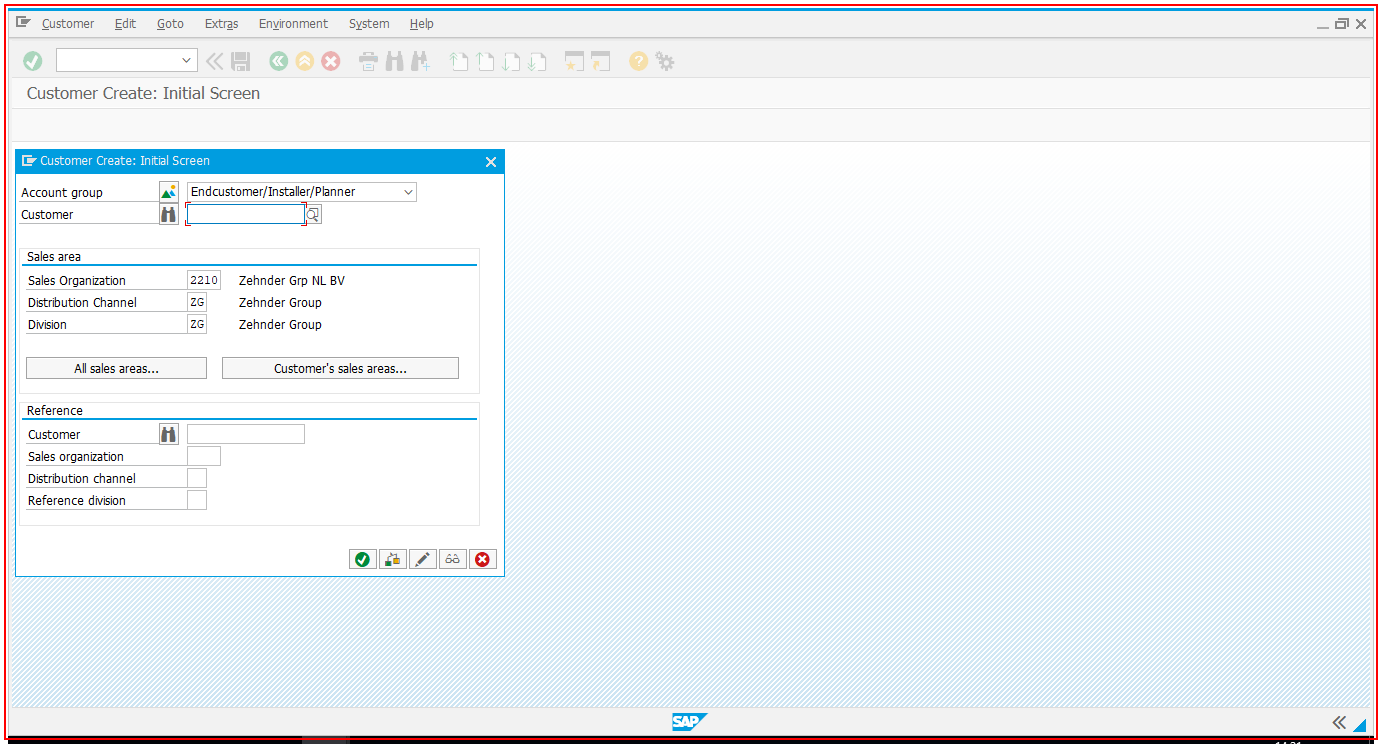 Customer Edit Goto Extras Environment System Help
Customer Create: Initial Screen
Customer Create: Initial Screen
Account group Endcustomer/Installer/Planner
Customer
Sales area
Sales Organization 2210 Zehnder Grp NL BV
Distribution Channel ZG Zehnder Group
Division ZG Zehnder Group
All sales areas... Customer's sales areas...
Reference
Customer
Sales organization
Distribution channel
Reference division
SAP